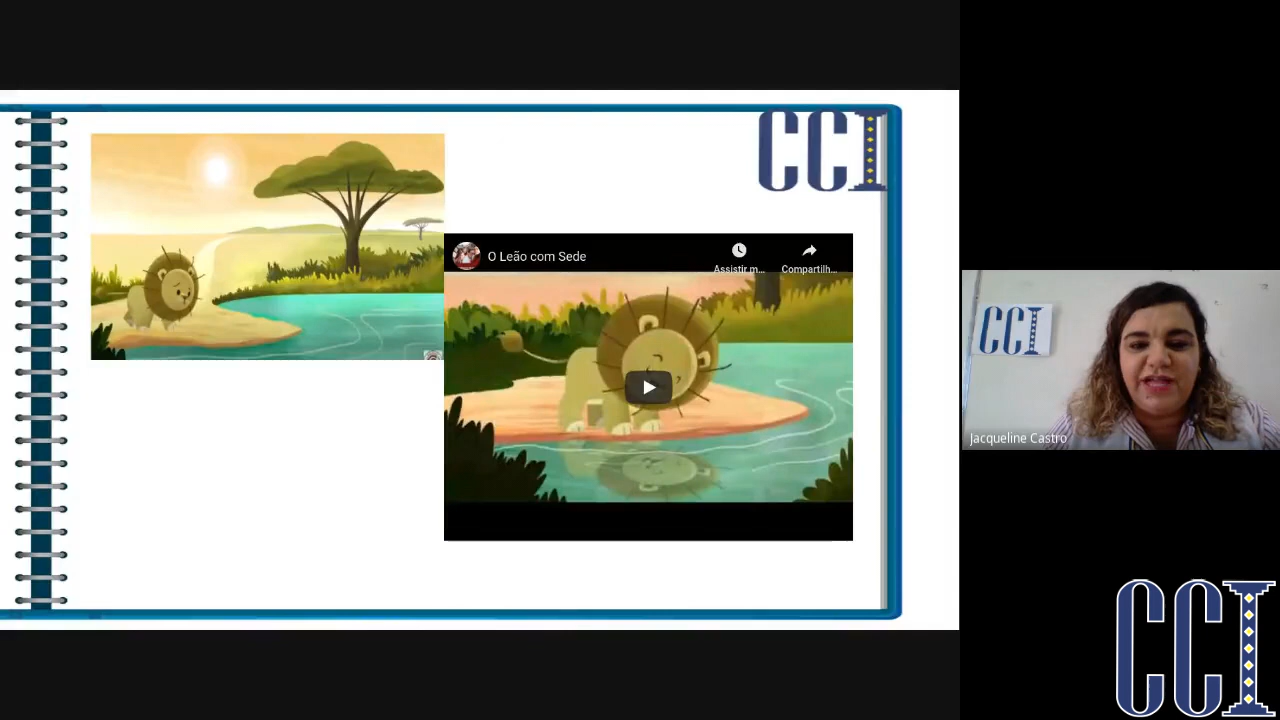 CCI
O Leão com Sede
Assistir m...
Compartilh...
CCI
Jacqueline Castro
CCI